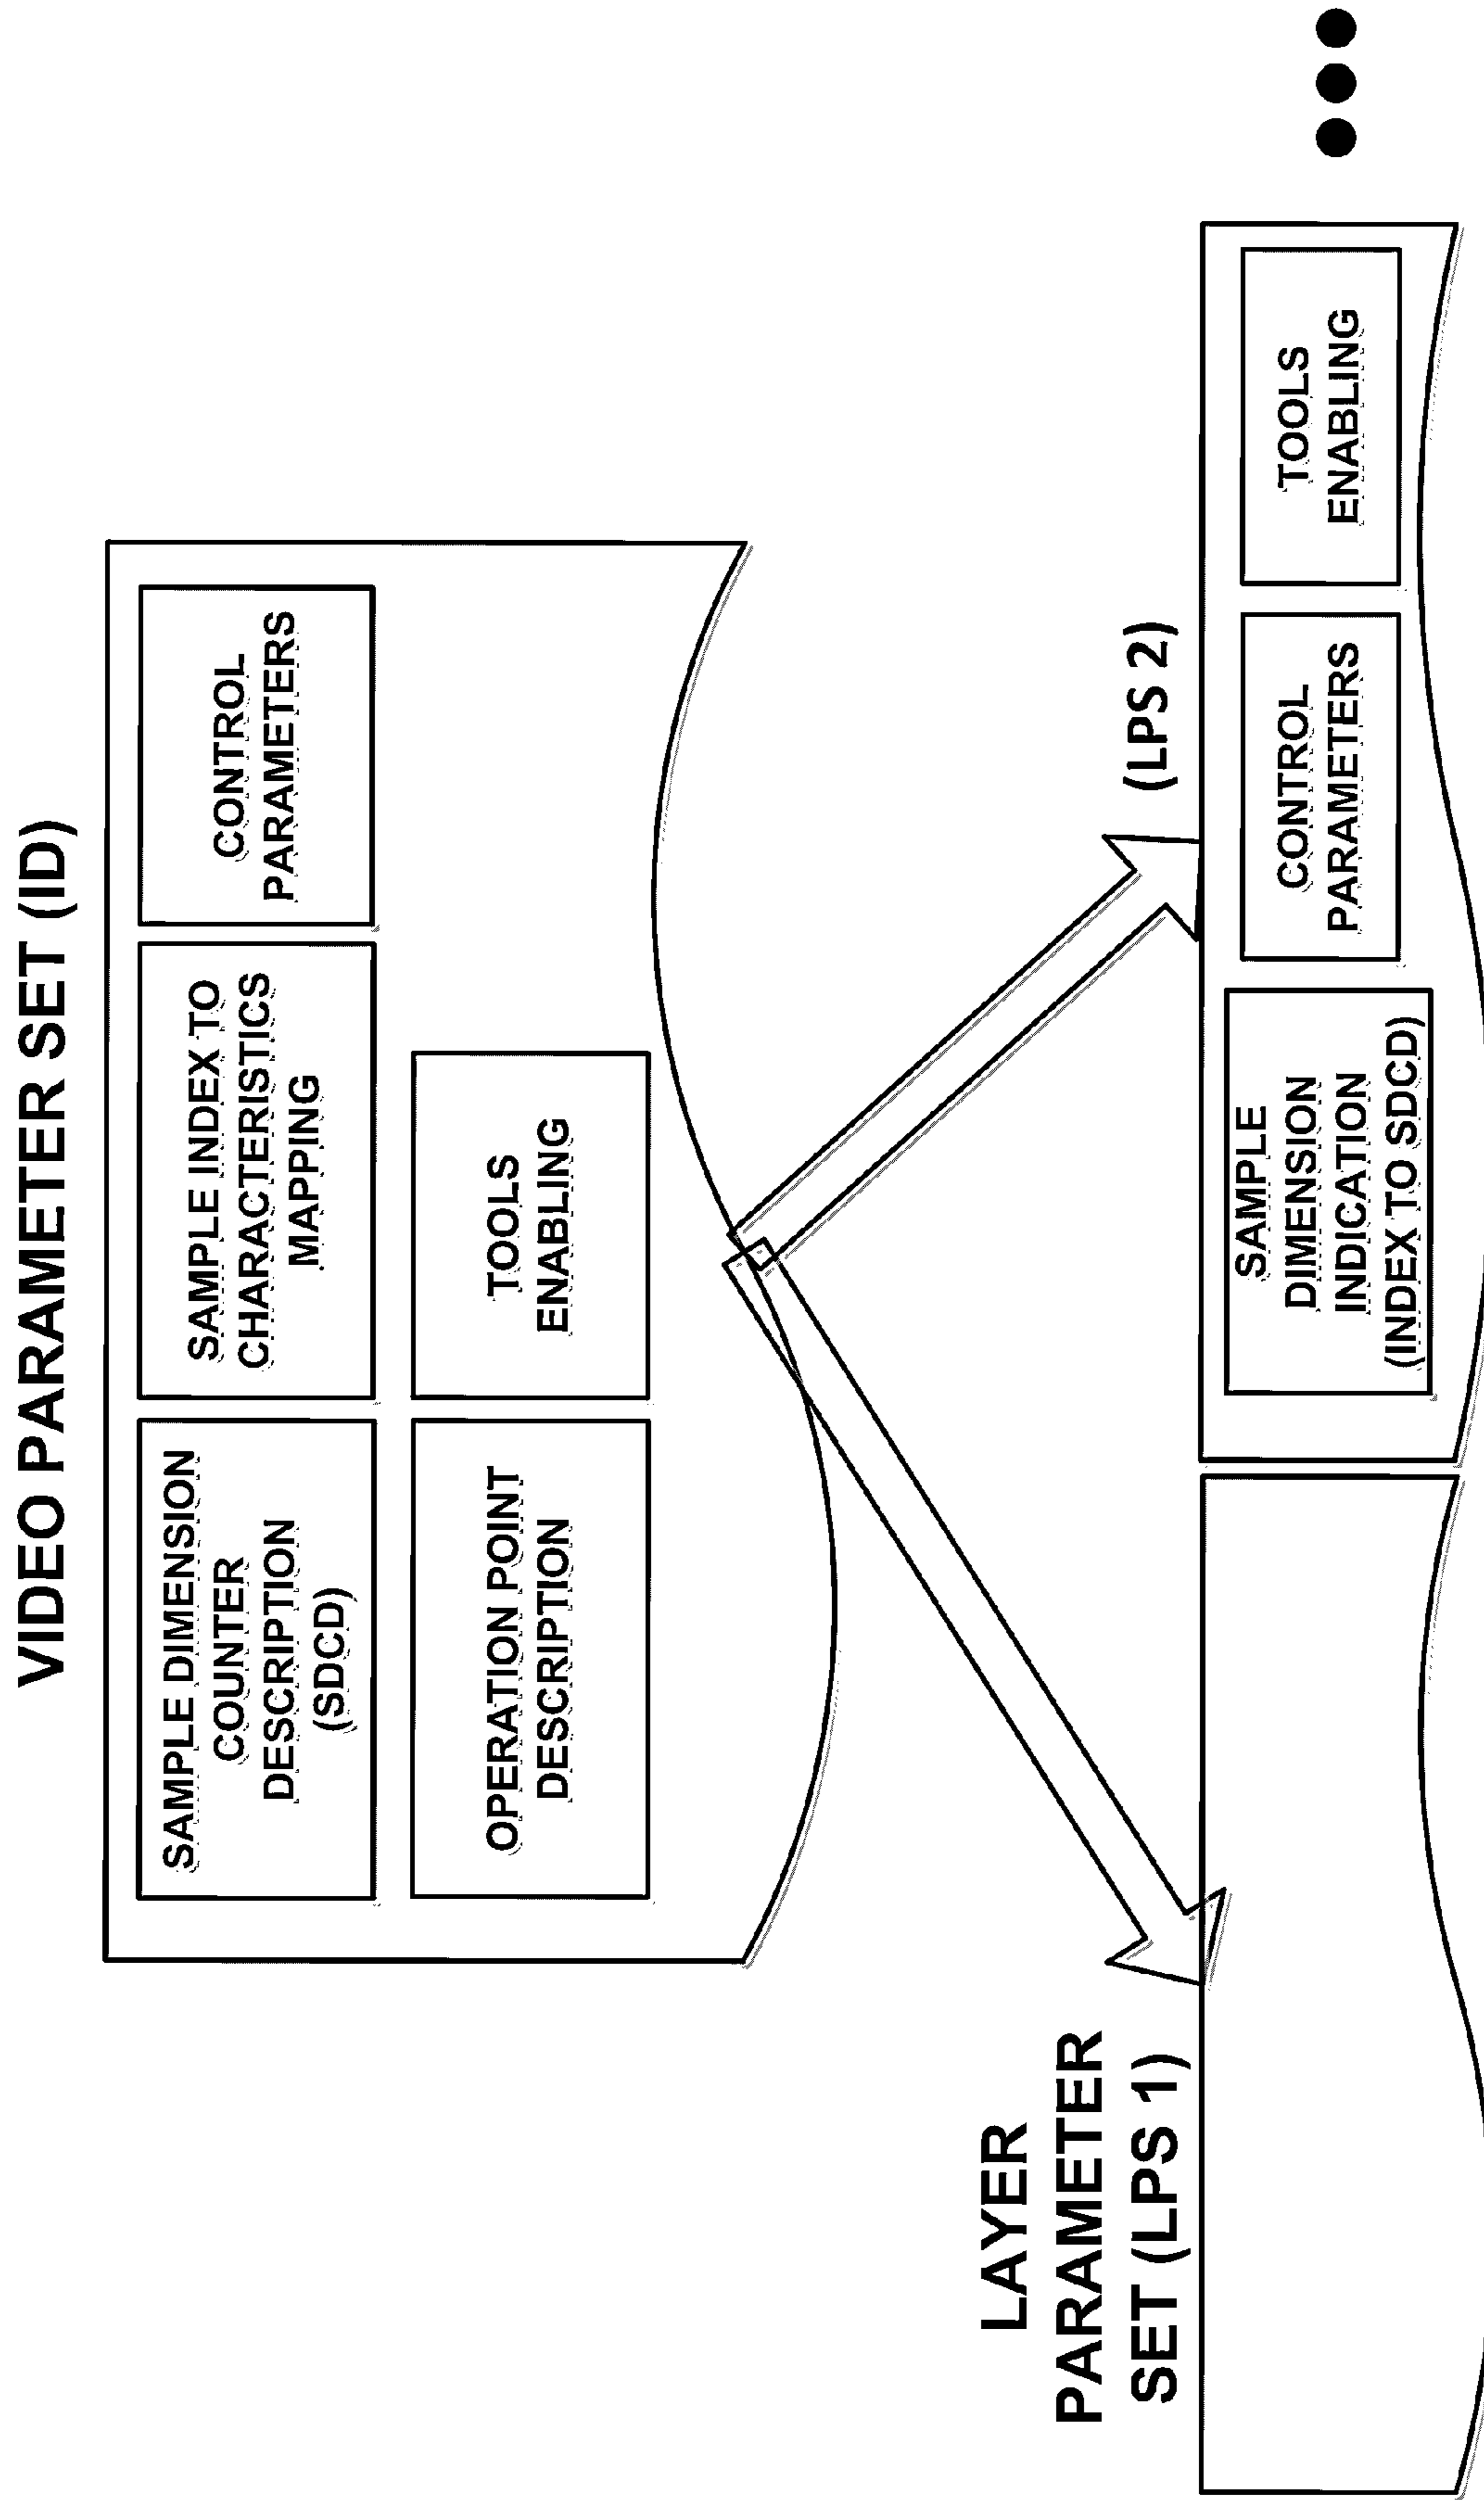 VIDEO PARAMETER SET (ID)
SAMPLE DIMENSION
COUNTER
DESCRIPTION
(SDCD)
SAMPLE INDEX TO
CHARACTERISTICS
MAPPING
CONTROL
PARAMETERS
OPERATION POINT
DESCRIPTION
TOOLS
ENABLING
LAYER
PARAMETER
SET (LPS 1)
(LPS 2)
SAMPLE
DIMENSION
INDICATION
(INDEX TO SDCD)
CONTROL
PARAMETERS
TOOLS
ENABLING